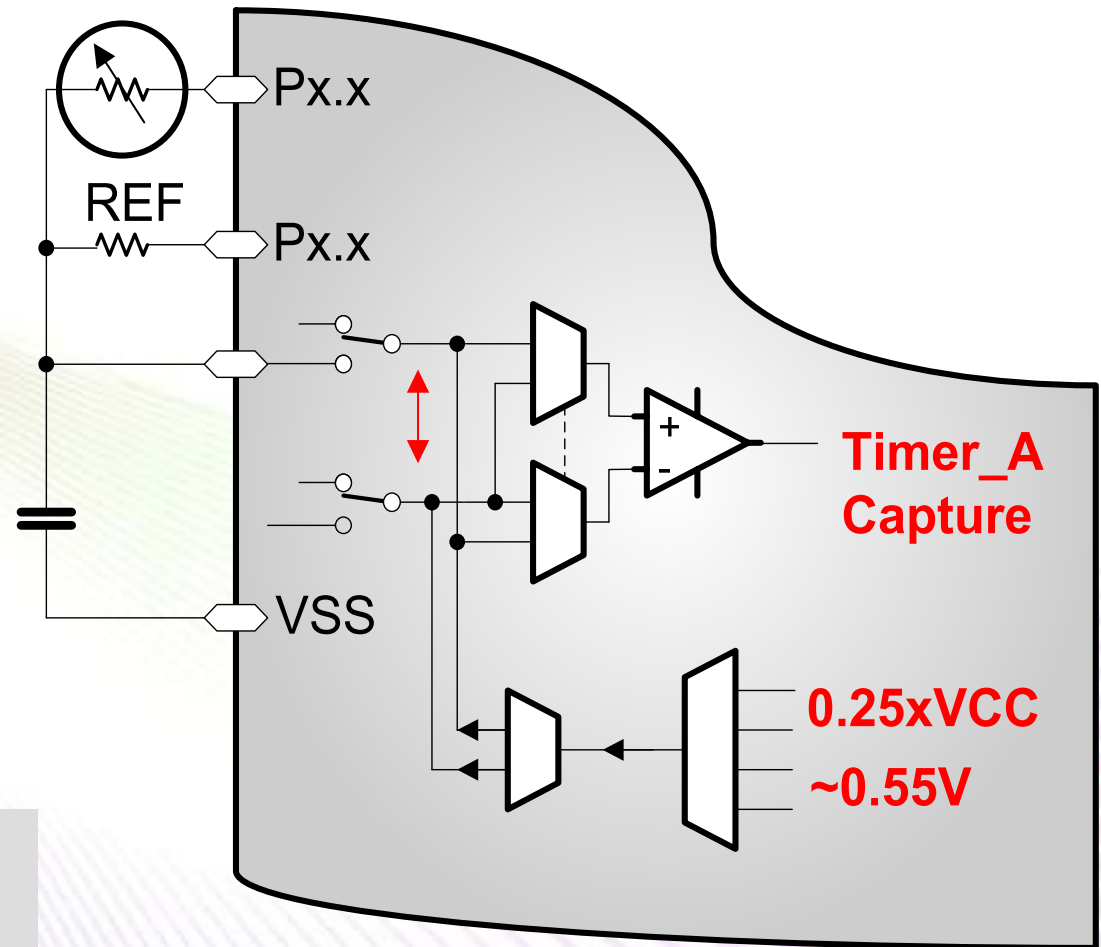 Px.x
REF
Px.x
+
-
Timer_A
Capture
VSS
0.25xVCC
~0.55V